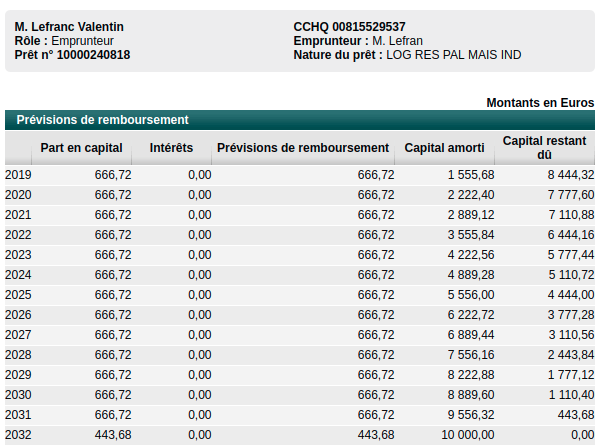 M. Lefranc Valentin CCHQ 00815529537
Rôle : Emprunteur Emprunteur : M. Lefran
Prêt n° 10000240818 Nature du prêt : LOG RES PAL MAIS IND
Montants en Euros
Prévisions de remboursement
Part en capital Intérêts Prévisions de remboursement Capital amorti Capital restant dû
2019 666,72 0,00 666,72 1 555,68 8 444,32
2020 666,72 0,00 666,72 2 222,40 7 777,60
2021 666,72 0,00 666,72 2 889,12 7 110,88
2022 666,72 0,00 666,72 3 555,84 6 444,16
2023 666,72 0,00 666,72 4 222,56 5 777,44
2024 666,72 0,00 666,72 4 889,28 5 110,72
2025 666,72 0,00 666,72 5 556,00 4 444,00
2026 666,72 0,00 666,72 6 222,72 3 777,28
2027 666,72 0,00 666,72 6 889,44 3 110,56
2028 666,72 0,00 666,72 7 556,16 2 443,84
2029 666,72 0,00 666,72 8 222,88 1 777,12
2030 666,72 0,00 666,72 8 889,60 1 110,40
2031 666,72 0,00 666,72 9 556,32 443,68
2032 443,68 0,00 443,68 10 000,00 0,00